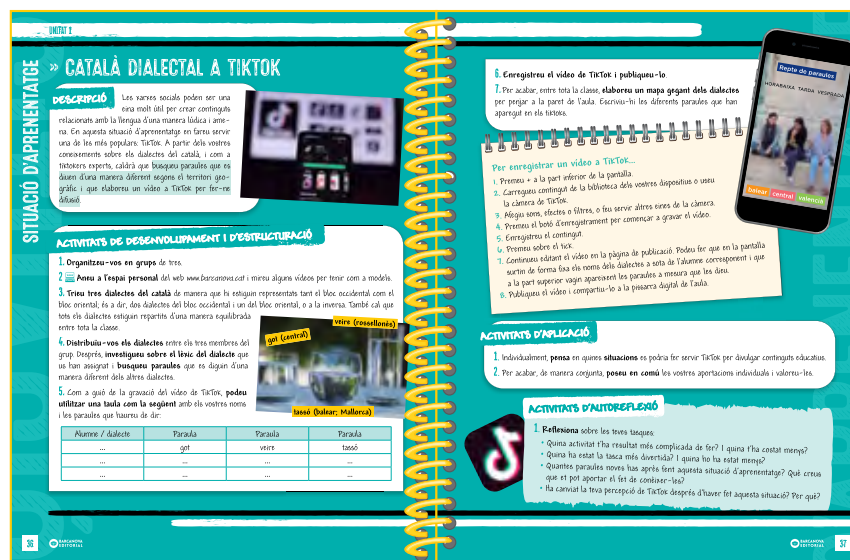 UNITAT 2
SITUACIÓ D'APRENENTATGE
» CATALÀ DIALECTAL A TIKTOK
DESCRIPCIÓ
Les xarxes socials poden ser una
eina molt útil per crear continguts
relacionats amb la llengua d'una manera lúdica i ame-
na. En aquesta situació d'aprenentatge en fareu servir
una de les més populars: TikTok. A partir dels vostres
coneixements sobre els dialectes del català, i com a
tiktokers experts, caldrà que busqueu paraules que es
diuen d'una manera diferent segons el territori geo-
gràfic i que elaboreu un vídeo a TikTok per fer-ne
difusió.
ACTIVITATS DE DESENVOLUPAMENT I D'ESTRUCTURACIÓ
1. Organitzeu-vos en grups de tres.
2. Aneu a l'espai personal del web www.barcanova.cat i mireu alguns vídeos per tenir com a models.
3. Trieu tres dialectes del català de manera que hi estiguin representats tant el bloc occidental com el
bloc oriental; és a dir, dos dialectes del bloc occidental i un del bloc oriental, o a la inversa. També cal que
tots els dialectes estiguin repartits d'una manera equilibrada
entre tota la classe.
4. Distribuïu-vos els dialectes entre els tres membres del
grup. Després, investigueu sobre el lèxic del dialecte que
us han assignat i busqueu paraules que es diguin d'una
manera diferent dels altres dialectes.
5. Com a guió de la gravació del vídeo de TikTok, podeu
utilitzar una taula com la següent amb els vostres noms
i les paraules que haureu de dir:
veire (rossellonès)
got (central)
tassó (balear; Mallorca)
Alumne / dialecte Paraula Paraula Paraula
... got veire tassó
... ... ... ...
... ... ... ...
36 BARCANOVA EDITORIAL
6. Enregistreu el vídeo de TikTok i publiqueu-lo.
7. Per acabar, entre tota la classe, elaboreu un mapa gegant dels dialectes
per penjar a la paret de l'aula. Escriviu-hi les diferents paraules que han
aparegut en els tiktoks.
Repte de paraules
HORABAIXA TARDA VESPRADA
balear central valencià
Per enregistrar un vídeo a TikTok...
1. Premeu + a la part inferior de la pantalla.
2. Carregueu contingut de la biblioteca dels vostres dispositius o useu
la càmera de TikTok.
3. Afegiu sons, efectes o filtres, o feu servir altres eines de la càmera.
4. Premeu el botó d'enregistrament per començar a gravar el vídeo.
5. Enregistreu el contingut.
6. Premeu sobre el tick.
7. Continueu editant el vídeo en la pàgina de publicació. Podeu fer que en la pantalla
surtin de forma fixa els noms dels dialectes a sota de l'alumne corresponent i que
a la part superior vagin apareixent les paraules a mesura que les dieu.
8. Publiqueu el vídeo i compartiu-lo a la pissarra digital de l'aula.
ACTIVITATS D'APLICACIÓ
1. Individualment, pensa en quines situacions es podria fer servir TikTok per divulgar continguts educatius.
2. Per acabar, de manera conjunta, poseu en comú les vostres aportacions individuals i valoreu-les.
ACTIVITATS D'AUTOREFLEXIÓ
1. Reflexiona sobre les teves tasques:
• Quina activitat t'ha resultat més complicada de fer? I quina t'ha costat menys?
• Quina ha estat la tasca més divertida? I quina ho ha estat menys?
• Quantes paraules noves has après fent aquesta situació d'aprenentatge? Què creus
que et pot aportar el fet de conèixer-les?
• Ha canviat la teva percepció de TikTok després d'haver fet aquesta situació? Per què?
BARCANOVA EDITORIAL 37